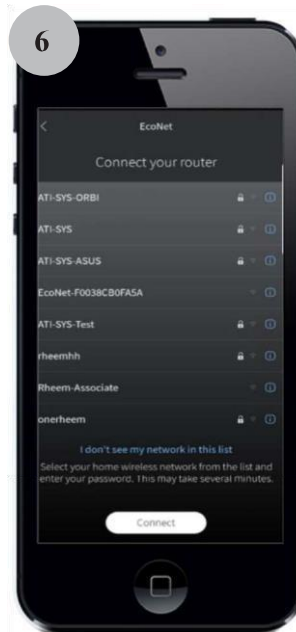 6
EcoNet
Connect your router
ATI-SYS-ORBI
ATI-SYS
ATI-SYS-ASUS
EcoNet-F0038CB0FA5A
ATI-SYS-Test
rheemhh
Rheem-Associate
onerheem
I don't see my network in this list
Select your home wireless network from the list and
enter your password. This may take several minutes.
Connect